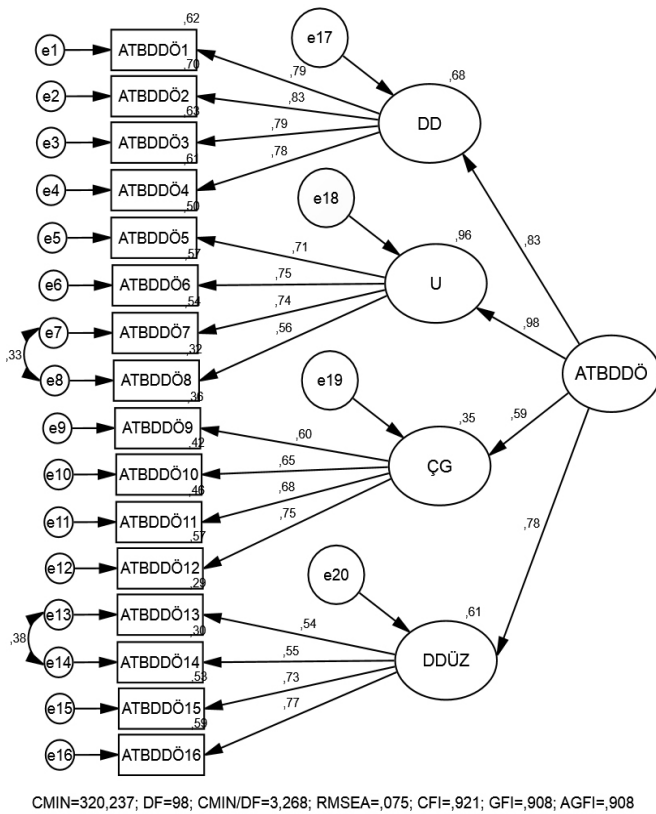 ,62
e1 ATBDDÖ1
,70
e2 ATBDDÖ2
,63
e3 ATBDDÖ3
,61
e4 ATBDDÖ4
,50
e5 ATBDDÖ5
,57
e6 ATBDDÖ6
,54
e7 ATBDDÖ7
,32
,33
e8 ATBDDÖ8
,36
e9 ATBDDÖ9
,42
e10 ATBDDÖ10
,46
e11 ATBDDÖ11
,57
e12 ATBDDÖ12
,29
e13 ATBDDÖ13
,30
,38
e14 ATBDDÖ14
,53
e15 ATBDDÖ15
,59
e16 ATBDDÖ16
e17
,68
DD
,79
,83
,79
,78
e18
,96
U
,71
,75
,74
,56
e19
,35
ÇG
,60
,65
,68
,75
e20
,61
DDÜZ
,54
,55
,73
,77
,83
,98
,59
,78
ATBDDÖ
CMIN=320,237; DF=98; CMIN/DF=3,268; RMSEA=,075; CFI=,921; GFI=,908; AGFI=,908